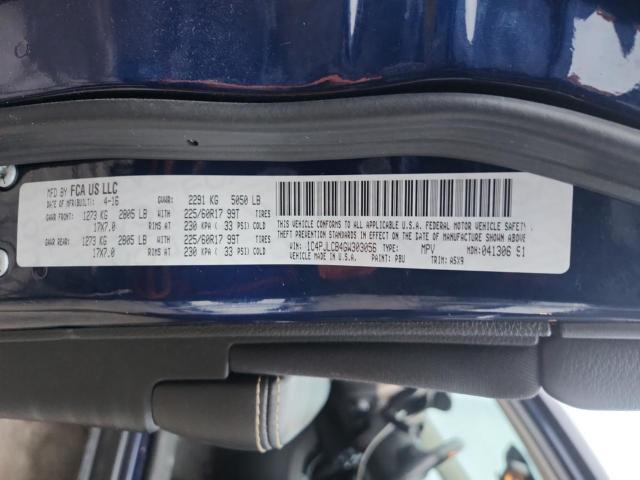 MFD BY FCA US LLC
DATE OF MFR/BUILT: 4-16 GVWR: 2291 KG 5050 LB
GAWR FRONT: 1273 KG 2805 LB WITH 225/60R17 99T TIRES
17X7.0 RIMS AT 230 KPA ( 33 PSI) COLD
GAWR REAR: 1273 KG 2805 LB WITH 225/60R17 99T TIRES
17X7.0 RIMS AT 230 KPA ( 33 PSI) COLD
THIS VEHICLE CONFORMS TO ALL APPLICABLE U.S.A. FEDERAL MOTOR VEHICLE SAFETY,
THEFT PREVENTION STANDARDS IN EFFECT ON THE DATE OF MANUFACTURE SHOWN ABOVE
VIN: 1C4PJLCB4GW303056 TYPE: MPV MDH: 041306 S1
VEHICLE MADE IN U.S.A. PAINT: PBU TRIM: A5X9